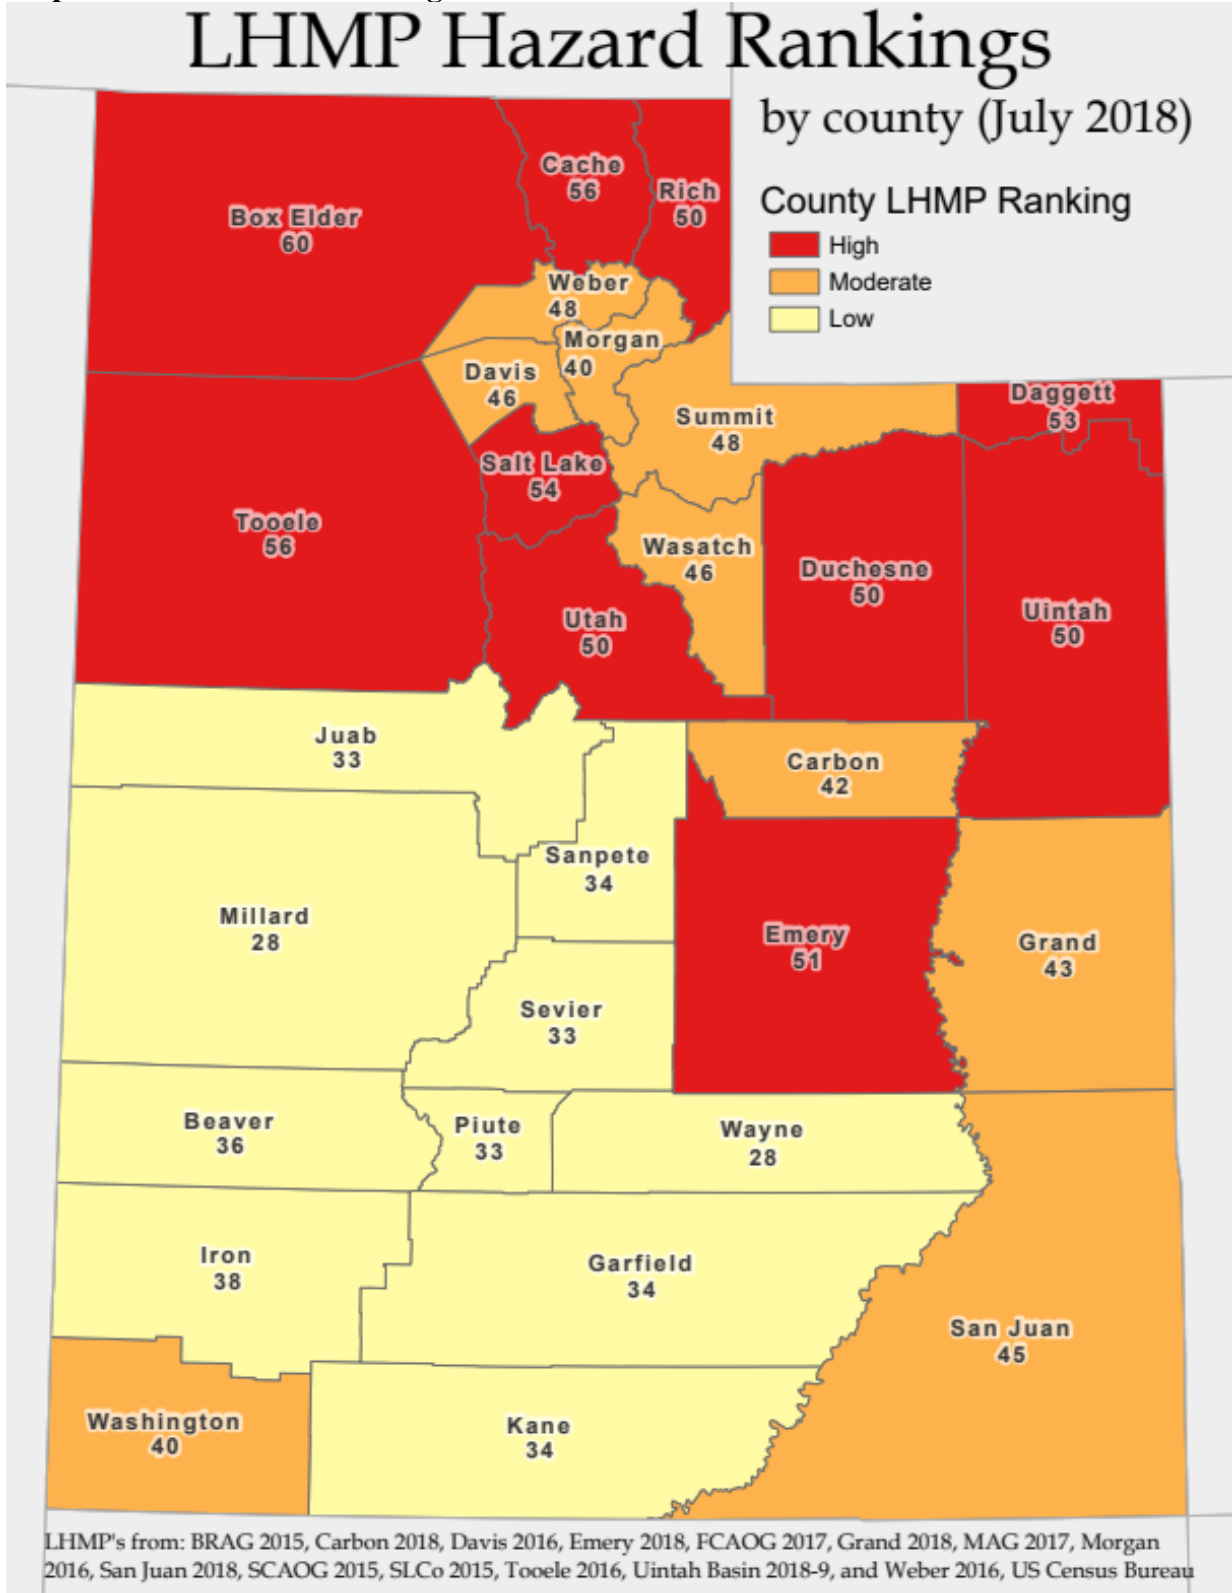 LHMP Hazard Rankings
by county (July 2018)
County LHMP Ranking
High
Moderate
Low
Box Elder
60
Cache
56
Rich
50
Weber
48
Morgan
40
Davis
46
Summit
48
Daggett
53
Salt Lake
54
Tooele
56
Wasatch
46
Duchesne
50
Uintah
50
Utah
50
Juab
33
Carbon
42
Sanpete
34
Millard
28
Emery
51
Grand
43
Sevier
33
Beaver
36
Piute
33
Wayne
28
Iron
38
Garfield
34
San Juan
45
Washington
40
Kane
34
LHMP's from: BRAG 2015, Carbon 2018, Davis 2016, Emery 2018, FCAOG 2017, Grand 2018, MAG 2017, Morgan
2016, San Juan 2018, SCAOG 2015, SLCo 2015, Tooele 2016, Uintah Basin 2018-9, and Weber 2016, US Census Bureau